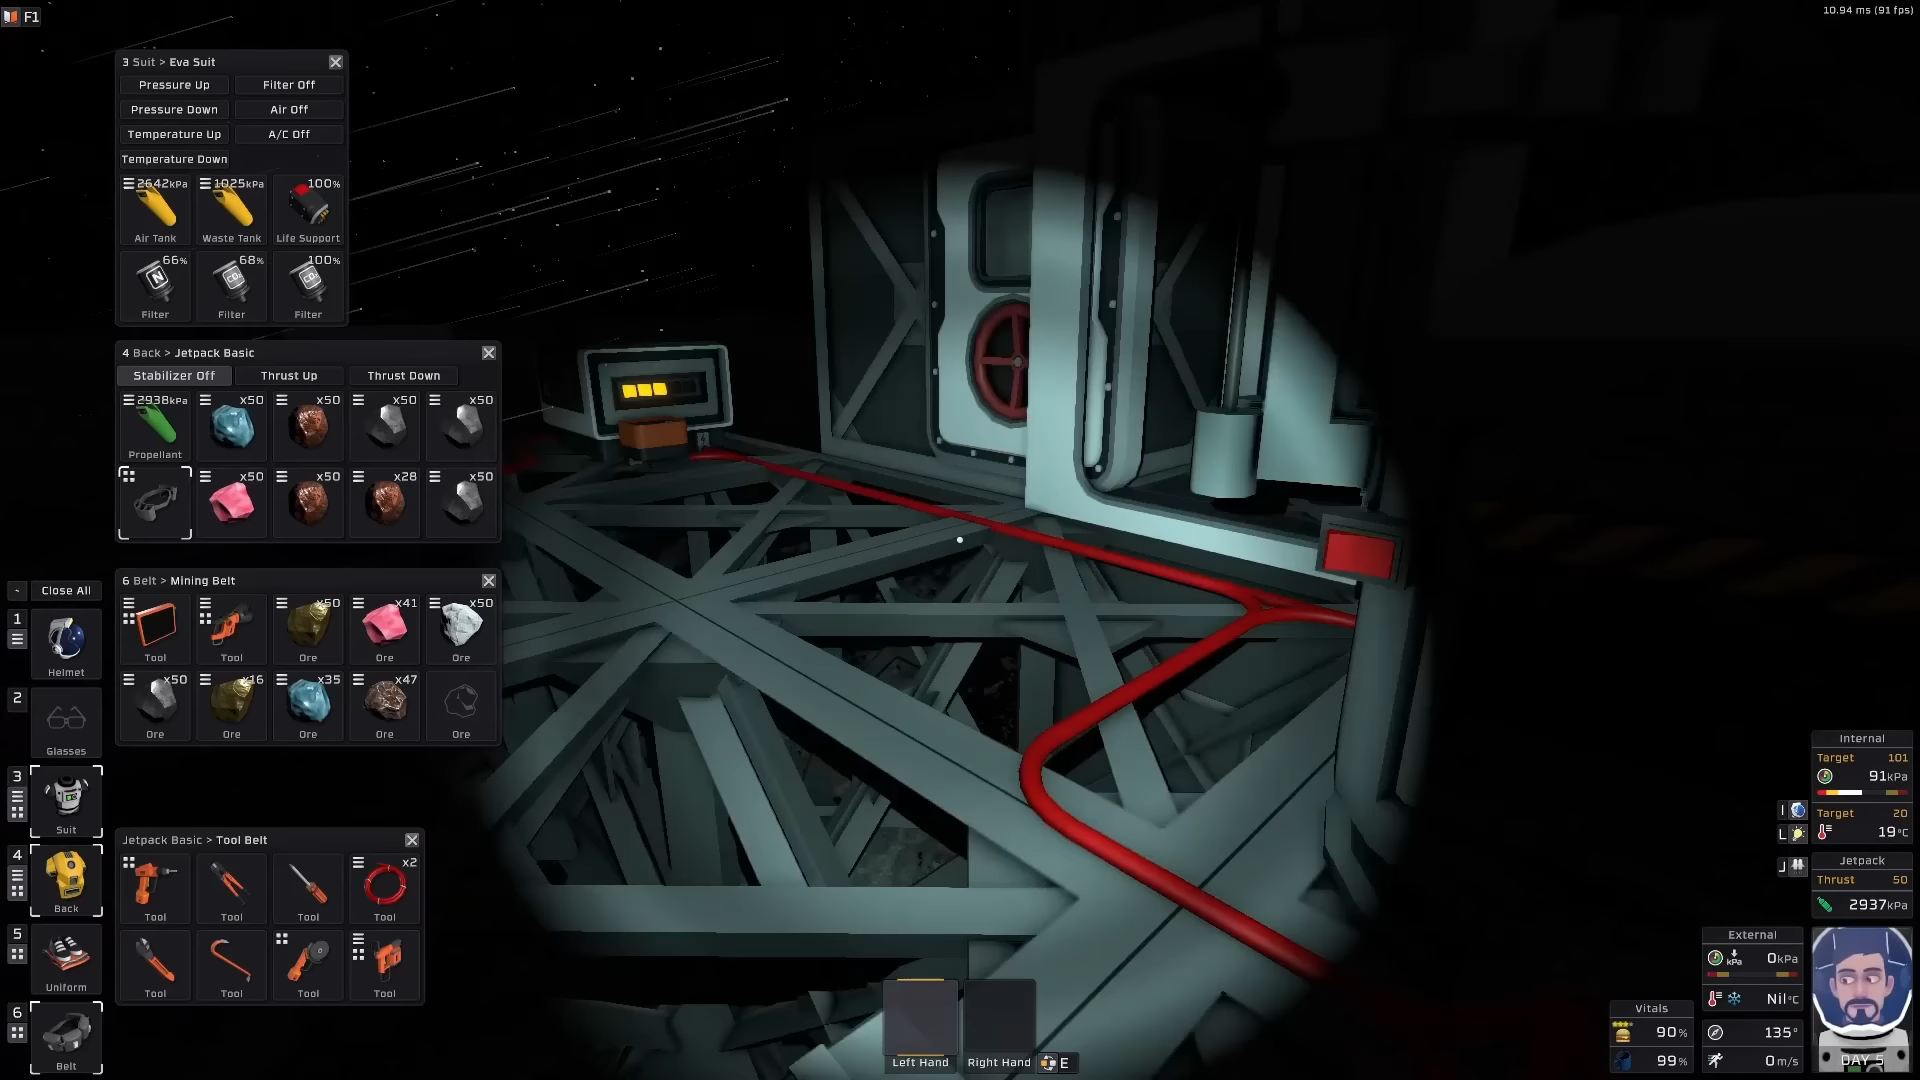 F1
10.94 ms (91 fps)
3 Suit > Eva Suit
Pressure Up
Filter Off
Pressure Down
Air Off
Temperature Up
A/C Off
Temperature Down
2642kPa
1025kPa
100%
Air Tank
Waste Tank
Life Support
66%
68%
100%
N
CO₂
CO₂
Filter
Filter
Filter
4 Back > Jetpack Basic
Stabilizer Off
Thrust Up
Thrust Down
2938kPa
x50
x50
x50
x50
Propellant
x50
x50
x28
x50
6 Belt > Mining Belt
x50
x41
x50
Tool
Tool
Ore
Ore
Ore
x50
x16
x35
x47
Ore
Ore
Ore
Ore
Ore
Jetpack Basic > Tool Belt
x2
Tool
Tool
Tool
Tool
Tool
Tool
Tool
Tool
~
Close All
1
Helmet
2
Glasses
3
Suit
4
Back
5
Uniform
6
Belt
Left Hand
Right Hand
E
Internal
Target 101
91kPa
Target 20
19°C
I
L
J
Jetpack
Thrust 50
2937kPa
External
kPa
0kPa
Nil°C
135°
0m/s
Vitals
90%
99%
DAY 5